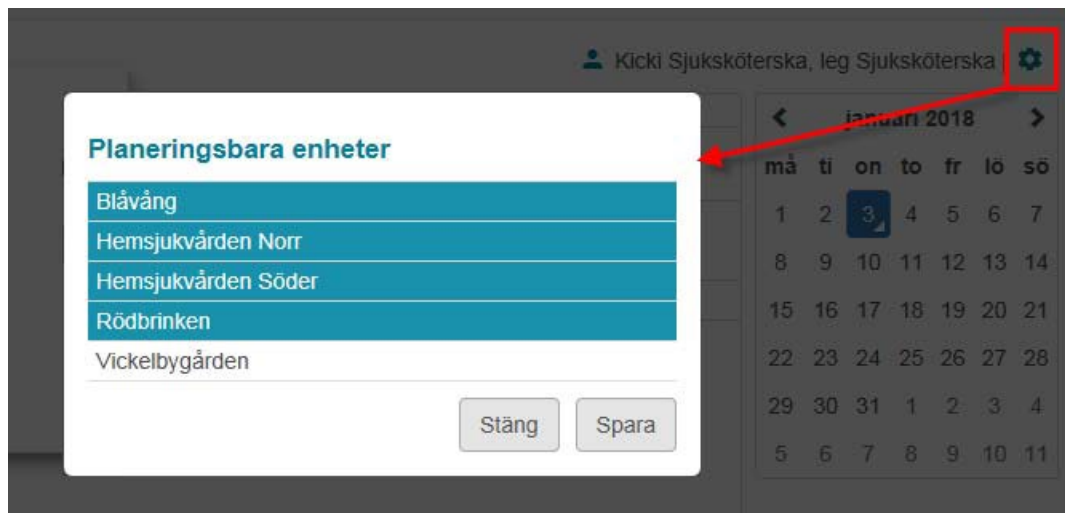 Kicki Sjuksköterska, leg Sjuksköterska |
Planeringsbara enheter
Blåvång
Hemsjukvården Norr
Hemsjukvården Söder
Rödbrinken
Vickelbygården
Stäng Spara
januari 2018
må ti on to fr lö sö
1 2 3 4 5 6 7
8 9 10 11 12 13 14
15 16 17 18 19 20 21
22 23 24 25 26 27 28
29 30 31 1 2 3 4
5 6 7 8 9 10 11